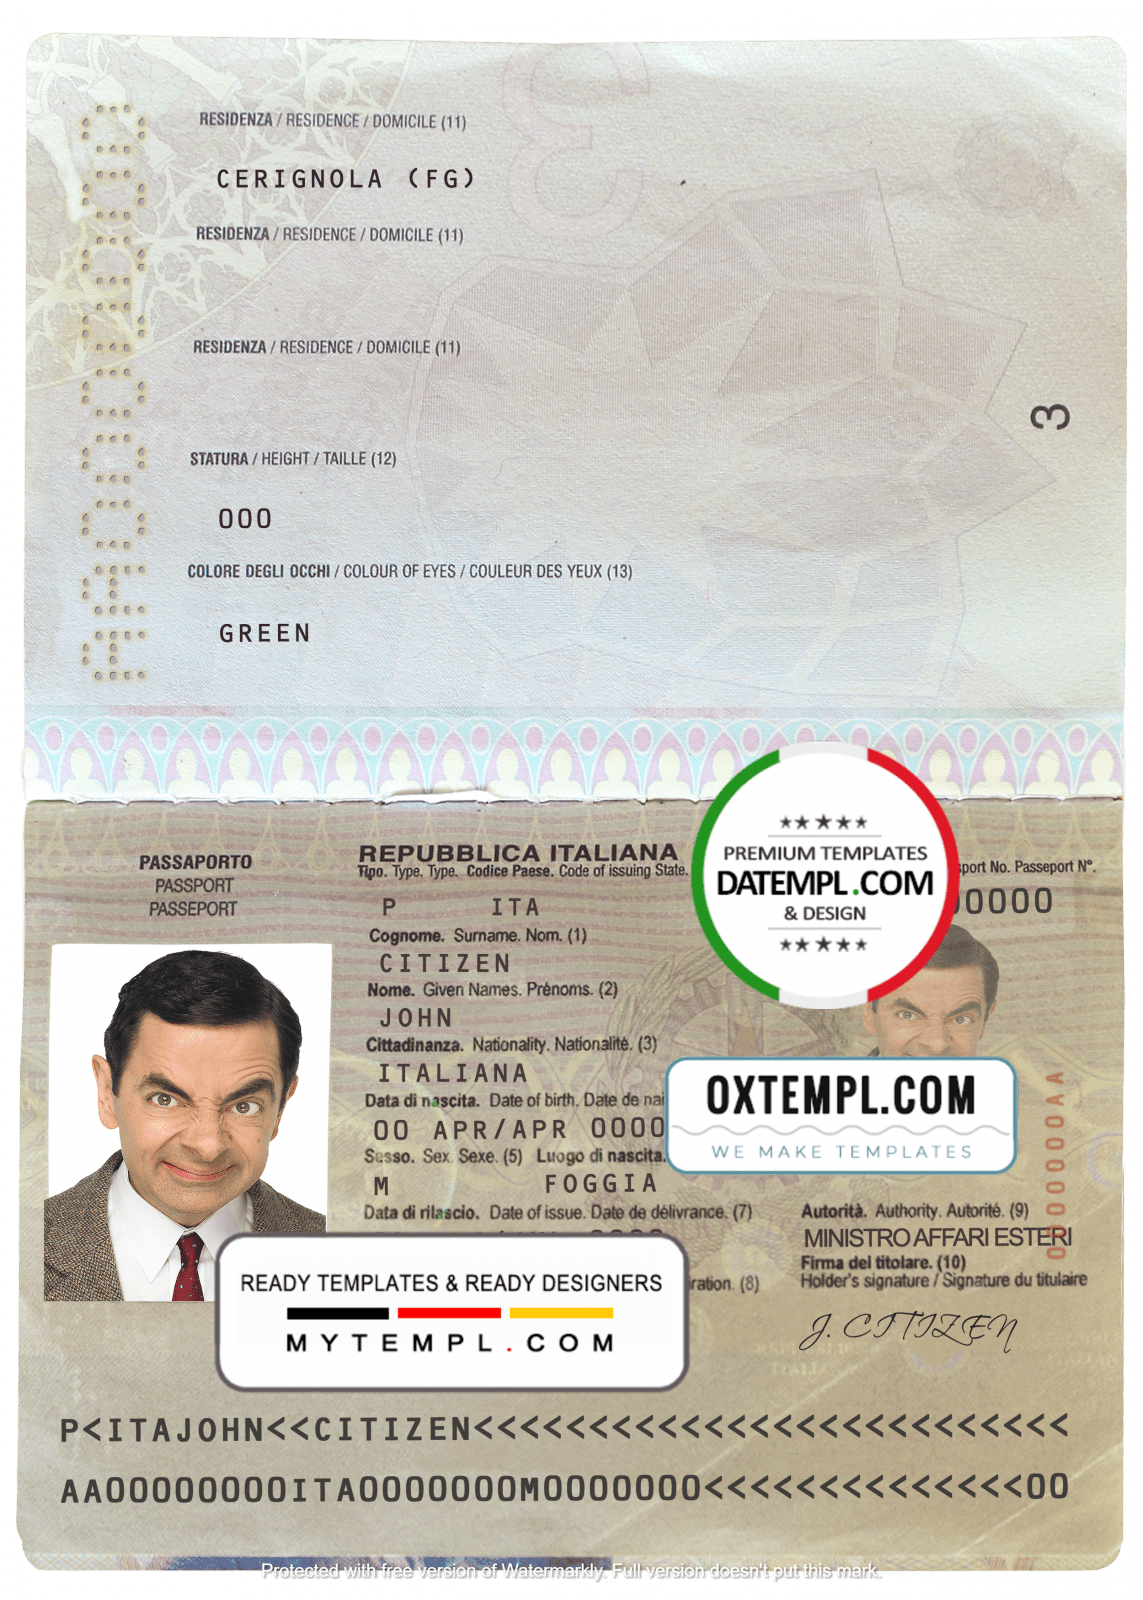 RESIDENZA / RESIDENCE / DOMICILE (11)
CERIGNOLA (FG)
RESIDENZA / RESIDENCE / DOMICILE (11)
RESIDENZA / RESIDENCE / DOMICILE (11)
3
STATURA / HEIGHT / TAILLE (12)
000
COLORE DEGLI OCCHI / COLOUR OF EYES / COULEUR DES YEUX (13)
GREEN
PASSAPORTO
PASSPORT
PASSEPORT
REPUBBLICA ITALIANA
Tipo. Type. Type. Codice Paese. Code of issuing State.
sport No. Passeport N°.
P ITA
00000
Cognome. Surname. Nom. (1)
CITIZEN
Nome. Given Names. Prénoms. (2)
JOHN
Cittadinanza. Nationality. Nationalité. (3)
ITALIANA
Data di nascita. Date of birth. Date de nai
00 APR/APR 0000
Sesso. Sex. Sexe. (5) Luogo di nascita.
M FOGGIA
Data di rilascio. Date of issue. Date de délivrance. (7)
ration. (8)
Autorità. Authority. Autorité. (9)
MINISTRO AFFARI ESTERI
Firma del titolare. (10)
Holder's signature / Signature du titulaire
J. CITIZEN
PREMIUM TEMPLATES
DATEMPL.COM
& DESIGN
OXTEMPL.COM
WE MAKE TEMPLATES
READY TEMPLATES & READY DESIGNERS
MYTEMPL.COM
P<ITAJOHN<<CITIZEN<<<<<<<<<<<<<<<<<<<<<<<<<<
AA00000000ITA0000000M0000000<<<<<<<<<<<<<<00
Protected with free version of Watermarkly. Full version doesn't put this mark.